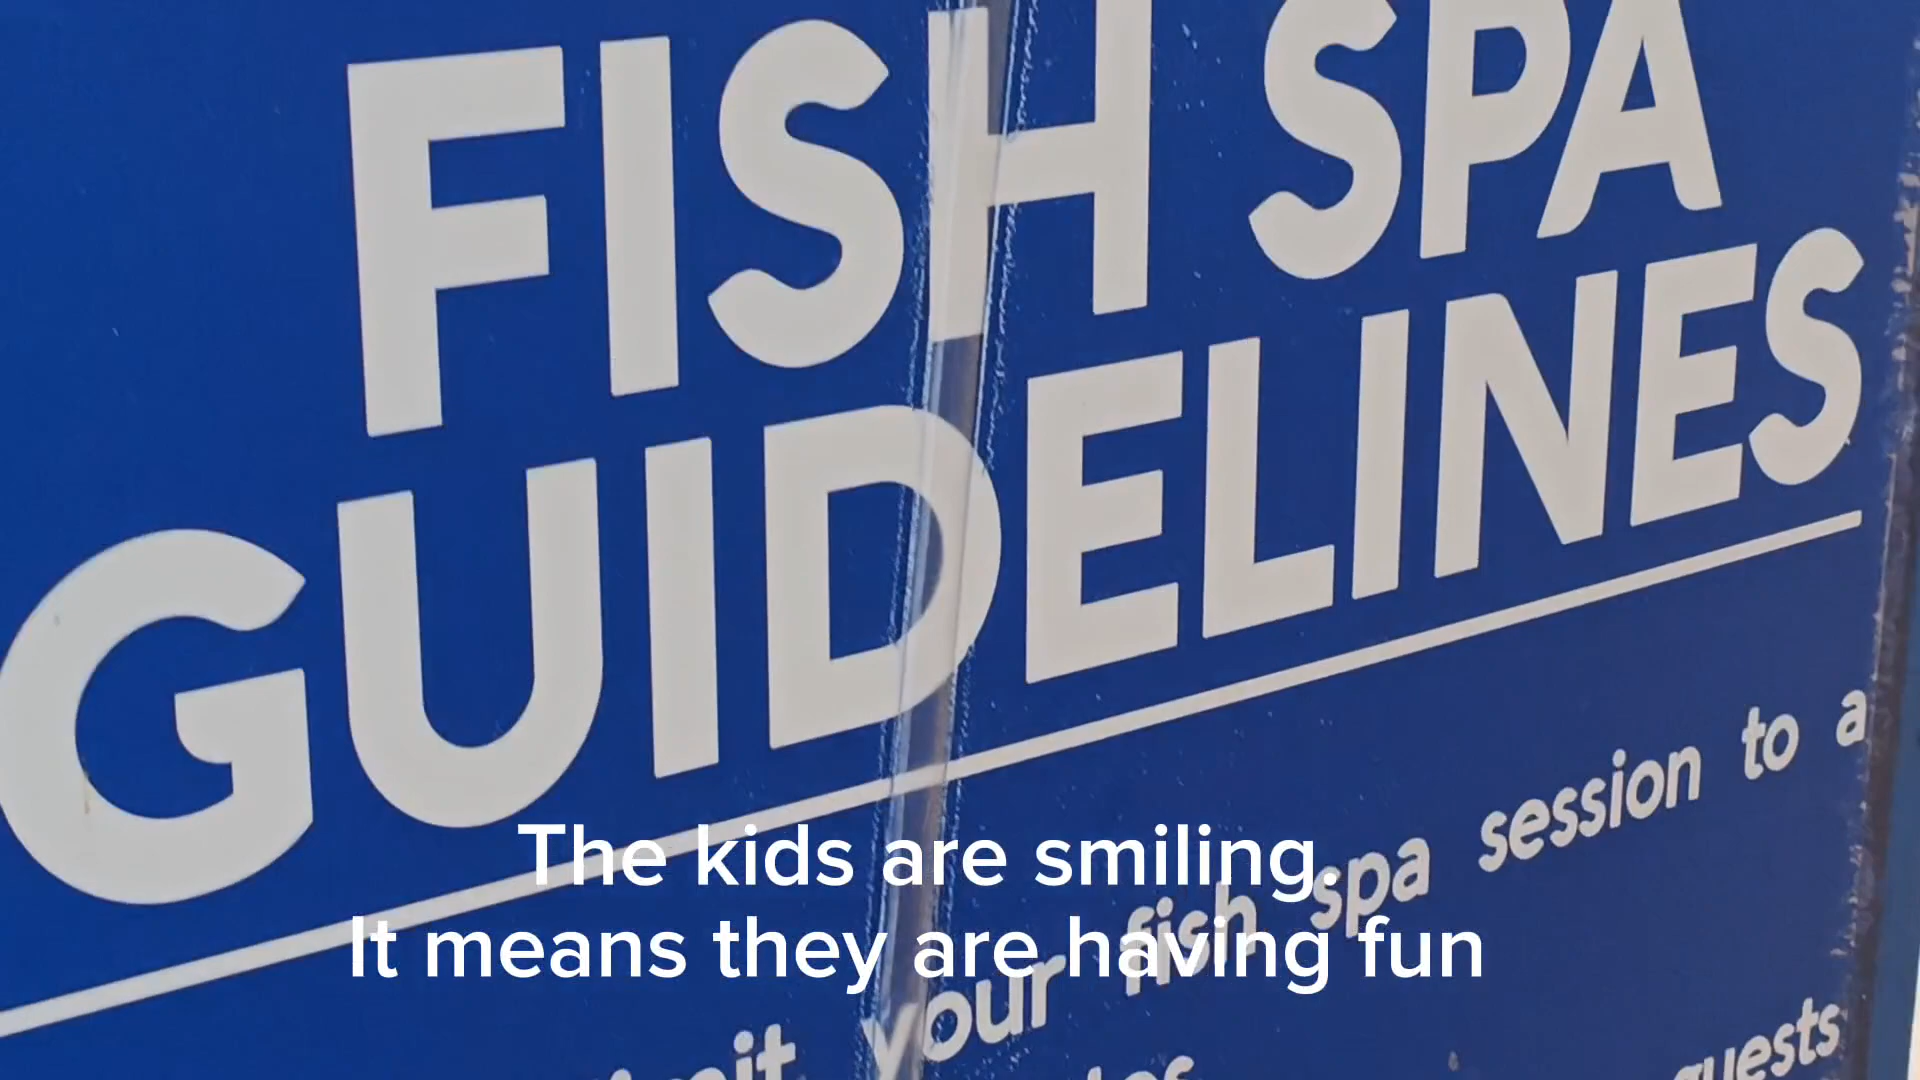 FISH SPA
GUIDELINES
your fish spa session to a
guests
The kids are smiling.
It means they are having fun